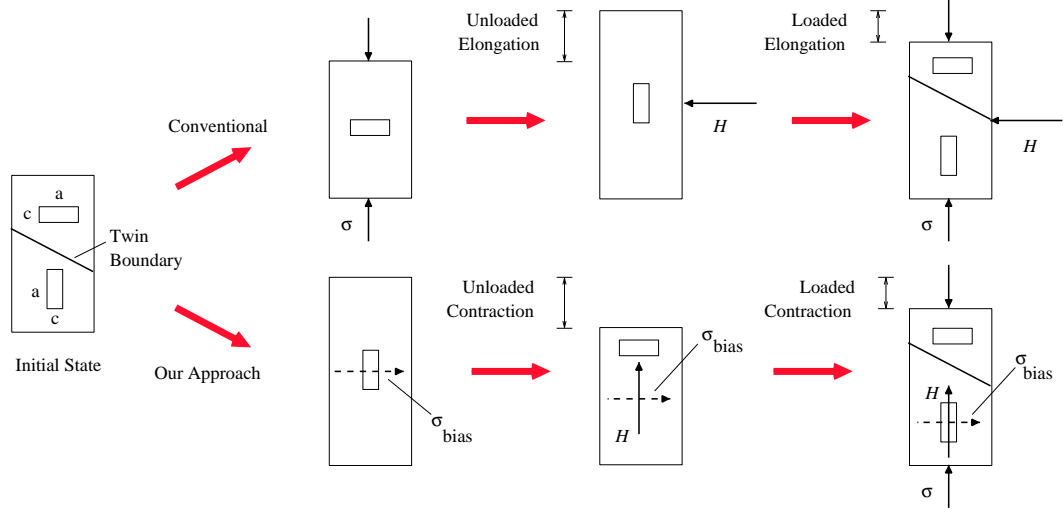 Unloaded
Elongation
Loaded
Elongation
Conventional
H
H
σ
σ
a
c
Twin
Boundary
a
c
Initial State
Our Approach
σbias
Unloaded
Contraction
σbias
H
Loaded
Contraction
σbias
H
σ